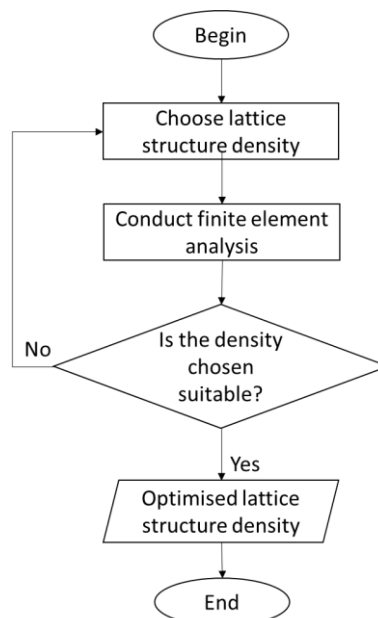 Begin
Choose lattice
structure density
Conduct finite element
analysis
Is the density
chosen
suitable?
No
Yes
Optimised lattice
structure density
End